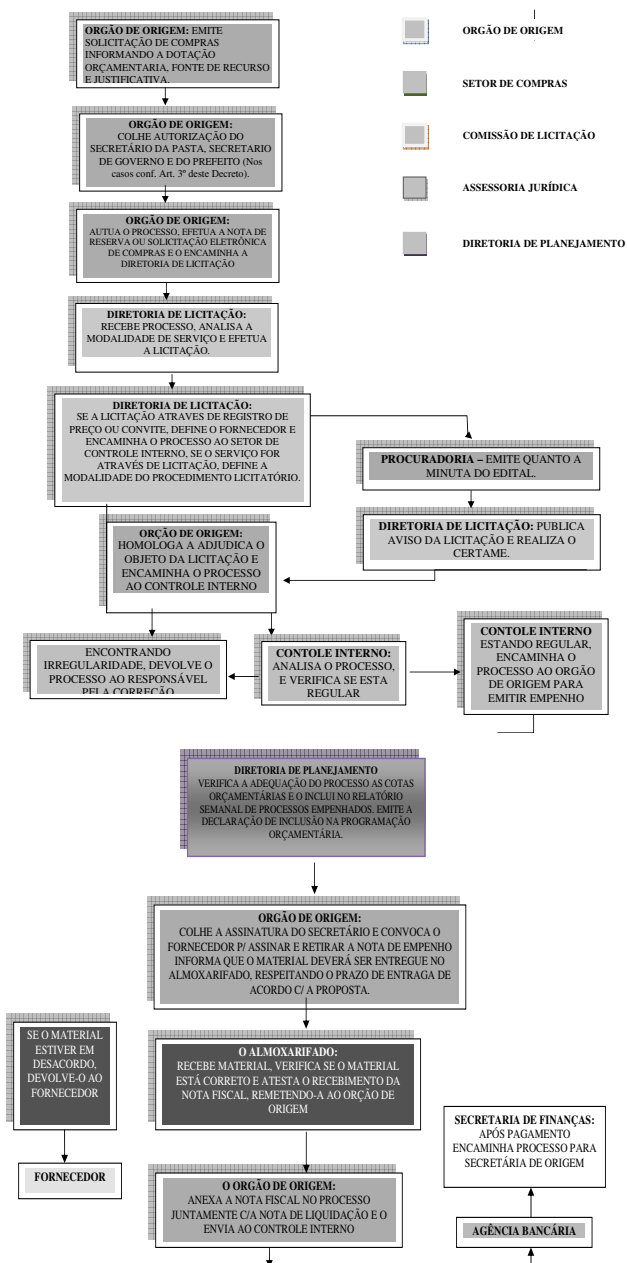 ORGÃO DE ORIGEM: EMITE
SOLICITAÇÃO DE COMPRAS
INFORMANDO A DOTAÇÃO
ORÇAMENTARIA, FONTE DE RECURSO
E JUSTIFICATIVA.
ORGÃO DE ORIGEM:
COLHE AUTORIZAÇÃO DO
SECRETÁRIO DA PASTA, SECRETARIO
DE GOVERNO E DO PREFEITO (Nos
casos conf. Art. 3º deste Decreto).
ORGÃO DE ORIGEM:
AUTUA O PROCESSO, EFETUA A NOTA DE
RESERVA OU SOLICITAÇÃO ELETRÔNICA
DE COMPRAS E O ENCAMINHA A
DIRETORIA DE LICITAÇÃO
DIRETORIA DE LICITAÇÃO:
RECEBE PROCESSO, ANALISA A
MODALIDADE DE SERVIÇO E EFETUA
A LICITAÇÃO.
DIRETORIA DE LICITAÇÃO:
SE A LICITAÇÃO ATRAVES DE REGISTRO DE
PREÇO OU CONVITE, DEFINE O FORNECEDOR E
ENCAMINHA O PROCESSO AO SETOR DE
CONTROLE INTERNO, SE O SERVIÇO FOR
ATRAVÉS DE LICITAÇÃO, DEFINE A
MODALIDADE DO PROCEDIMENTO LICITATÓRIO.
ORGÃO DE ORIGEM
SETOR DE COMPRAS
COMISSÃO DE LICITAÇÃO
ASSESSORIA JURÍDICA
DIRETORIA DE PLANEJAMENTO
PROCURADORIA – EMITE QUANTO A
MINUTA DO EDITAL.
DIRETORIA DE LICITAÇÃO: PUBLICA
AVISO DA LICITAÇÃO E REALIZA O
CERTAME.
ORÇÃO DE ORIGEM:
HOMOLOGA A ADJUDICA O
OBJETO DA LICITAÇÃO E
ENCAMINHA O PROCESSO
AO CONTROLE INTERNO
ENCONTRANDO
IRREGULARIDADE, DEVOLVE O
PROCESSO AO RESPONSÁVEL
PELA CORREÇÃO
CONTOLE INTERNO:
ANALISA O PROCESSO,
E VERIFICA SE ESTA
REGULAR
CONTOLE INTERNO
ESTANDO REGULAR,
ENCAMINHA O
PROCESSO AO ORGÃO
DE ORIGEM PARA
EMITIR EMPENHO
DIRETORIA DE PLANEJAMENTO
VERIFICA A ADEQUAÇÃO DO PROCESSO AS COTAS
ORÇAMENTÁRIAS E O INCLUI NO RELATÓRIO
SEMANAL DE PROCESSOS EMPENHADOS. EMITE A
DECLARAÇÃO DE INCLUSÃO NA PROGRAMAÇÃO
ORÇAMENTÁRIA.
ORGÃO DE ORIGEM:
COLHE A ASSINATURA DO SECRETÁRIO E CONVOCA O
FORNECEDOR P/ ASSINAR E RETIRAR A NOTA DE EMPENHO
INFORMA QUE O MATERIAL DEVERÁ SER ENTREGUE NO
ALMOXARIFADO, RESPEITANDO O PRAZO DE ENTRAGA DE
ACORDO C/ A PROPOSTA.
SE O MATERIAL
ESTIVER EM
DESACORDO,
DEVOLVE-O AO
FORNECEDOR
FORNECEDOR
O ALMOXARIFADO:
RECEBE MATERIAL, VERIFICA SE O MATERIAL
ESTÁ CORRETO E ATESTA O RECEBIMENTO DA
NOTA FISCAL, REMETENDO-A AO ORÇÃO DE
ORIGEM
O ORGÃO DE ORIGEM:
ANEXA A NOTA FISCAL NO PROCESSO
JUNTAMENTE C/A NOTA DE LIQUIDAÇÃO E O
ENVIA AO CONTROLE INTERNO
SECRETARIA DE FINANÇAS:
APÓS PAGAMENTO
ENCAMINHA PROCESSO PARA
SECRETÁRIA DE ORIGEM
AGÊNCIA BANCÁRIA